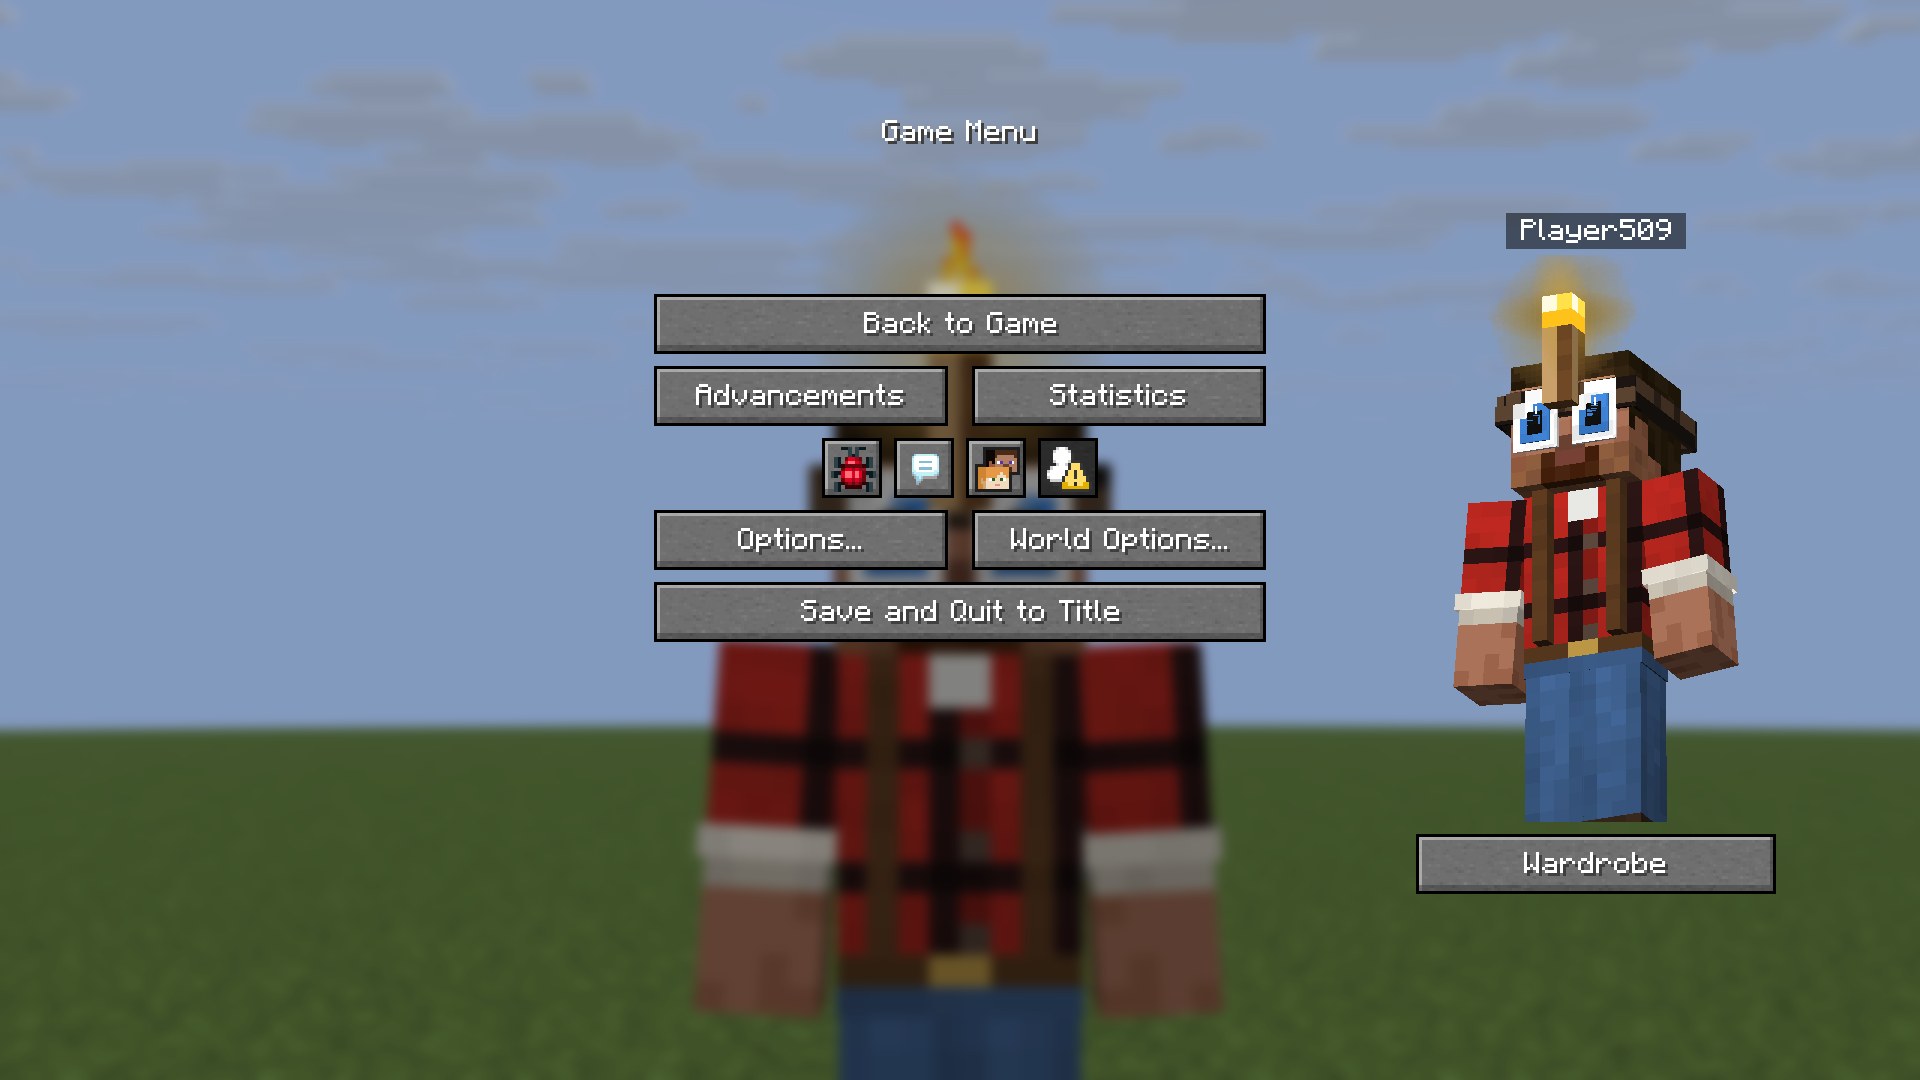 Game Menu
Player509
Back to Game
Advancements
Statistics
Options...
World Options...
Save and Quit to Title
Wardrobe